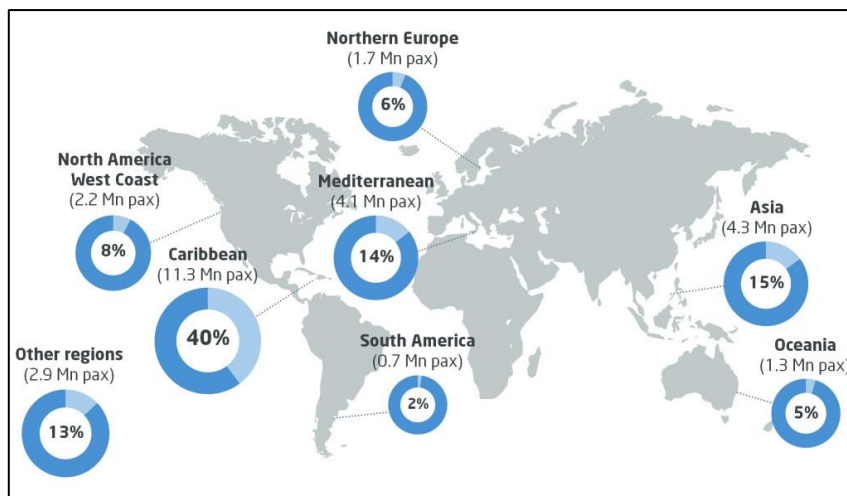 Northern Europe
(1.7 Mn pax)
6%
North America
West Coast
(2.2 Mn pax)
8%
Mediterranean
(4.1 Mn pax)
14%
Asia
(4.3 Mn pax)
15%
Caribbean
(11.3 Mn pax)
40%
South America
(0.7 Mn pax)
2%
Oceania
(1.3 Mn pax)
5%
Other regions
(2.9 Mn pax)
13%